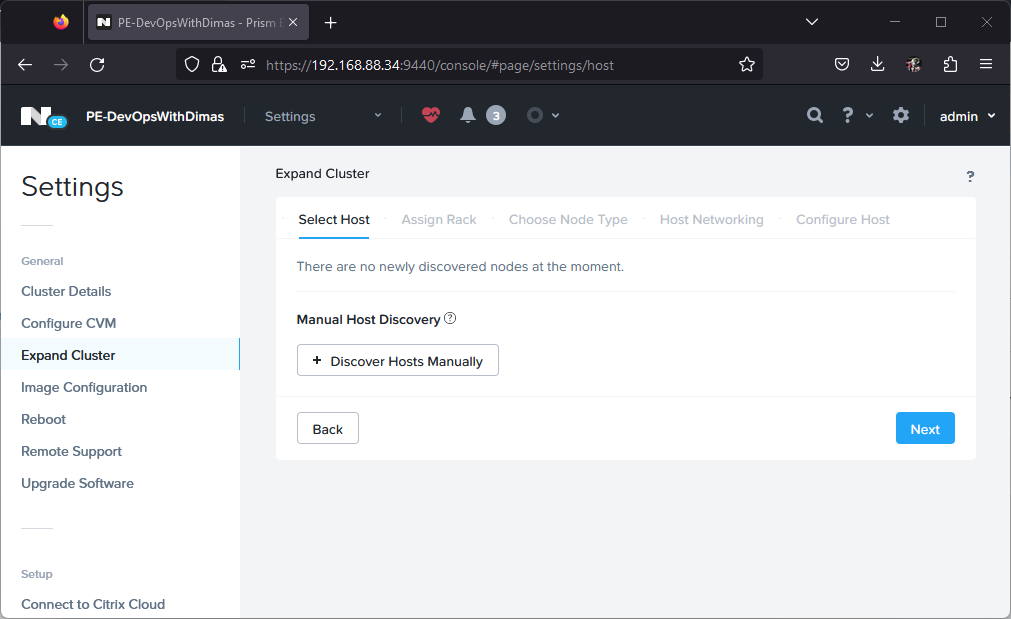 PE-DevOpsWithDimas - Prism E
https://192.168.88.34:9440/console/#page/settings/host
N CE PE-DevOpsWithDimas Settings 3 ? admin
Settings
General
Cluster Details
Configure CVM
Expand Cluster
Image Configuration
Reboot
Remote Support
Upgrade Software
Setup
Connect to Citrix Cloud
Expand Cluster ?
Select Host Assign Rack Choose Node Type Host Networking Configure Host
There are no newly discovered nodes at the moment.
Manual Host Discovery ?
+ Discover Hosts Manually
Back Next